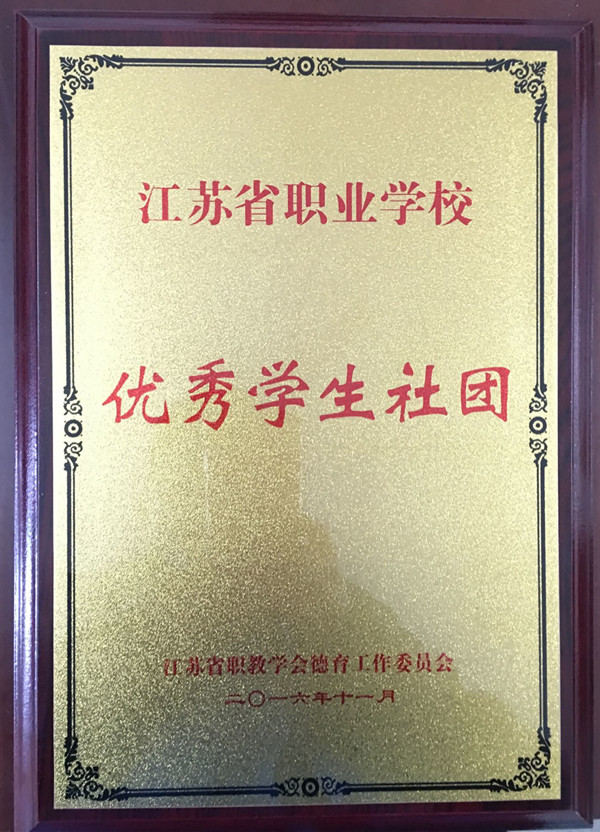 江苏省职业学校
优秀学生社团
江苏省职教学会德育工作委员会
二〇一六年十一月